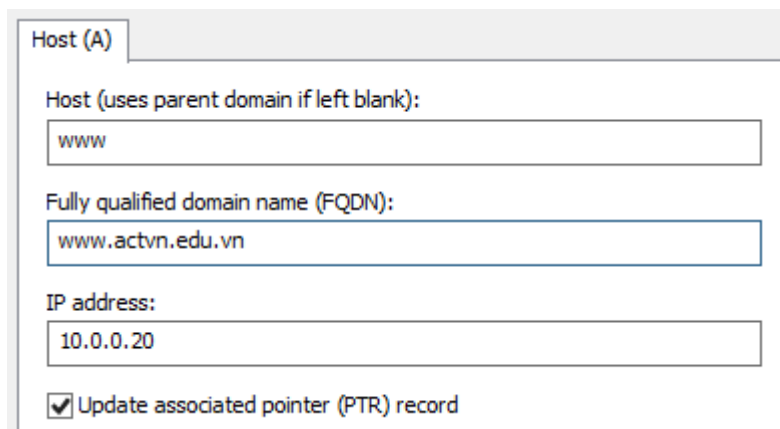 Host (A)
Host (uses parent domain if left blank):
www
Fully qualified domain name (FQDN):
www.actvn.edu.vn
IP address:
10.0.0.20
Update associated pointer (PTR) record